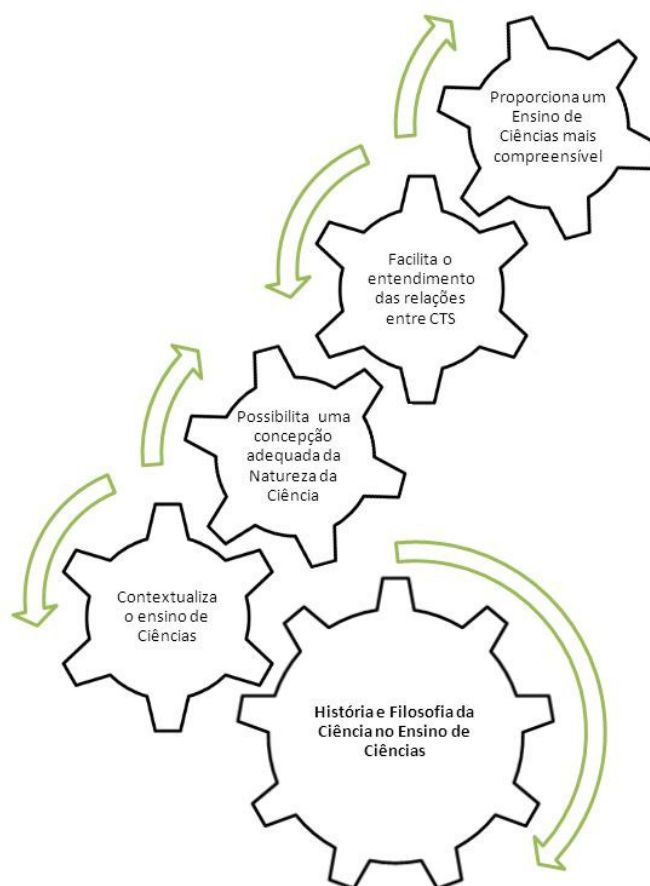 Proporciona um
Ensino de
Ciências mais
compreensível
Facilita o
entendimento
das relações
entre CTS
Possibilita uma
concepção
adequada da
Natureza da
Ciência
Contextualiza
o ensino de
Ciências
História e Filosofia da
Ciência no Ensino de
Ciências